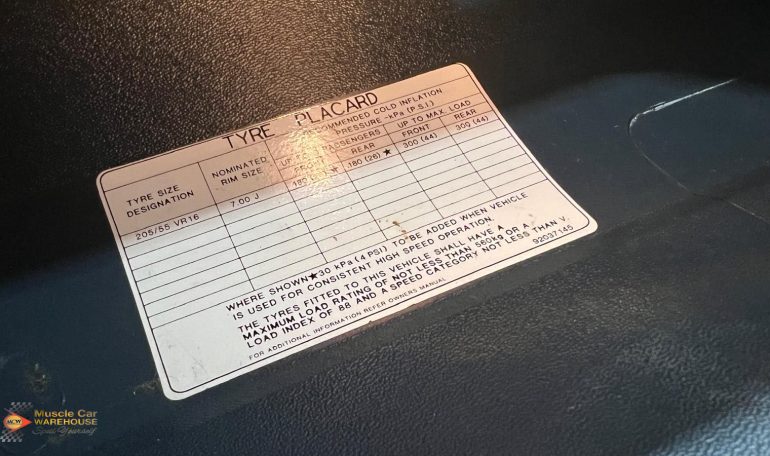 TYRE PLACARD
RECOMMENDED COLD INFLATION
PRESSURE -kPa (P.S.I.)
TYRE SIZE DESIGNATION
NOMINATED RIM SIZE
PASSENGERS
UP TO MAX. LOAD
FRONT REAR FRONT REAR
205/55 VR16 7.00 J ★ 180 (26) ★ 300 (44) 300 (44)
WHERE SHOWN ★ 30 kPa (4 PSI) TO BE ADDED WHEN VEHICLE
IS USED FOR CONSISTENT HIGH SPEED OPERATION.
THE TYRES FITTED TO THIS VEHICLE SHALL HAVE A
MAXIMUM LOAD RATING OF NOT LESS THAN 560kg OR A
LOAD INDEX OF 88 AND A SPEED CATEGORY NOT LESS THAN V.
FOR ADDITIONAL INFORMATION REFER OWNERS MANUAL
92037145
MCW
Muscle Car
WAREHOUSE
Spoil Yourself